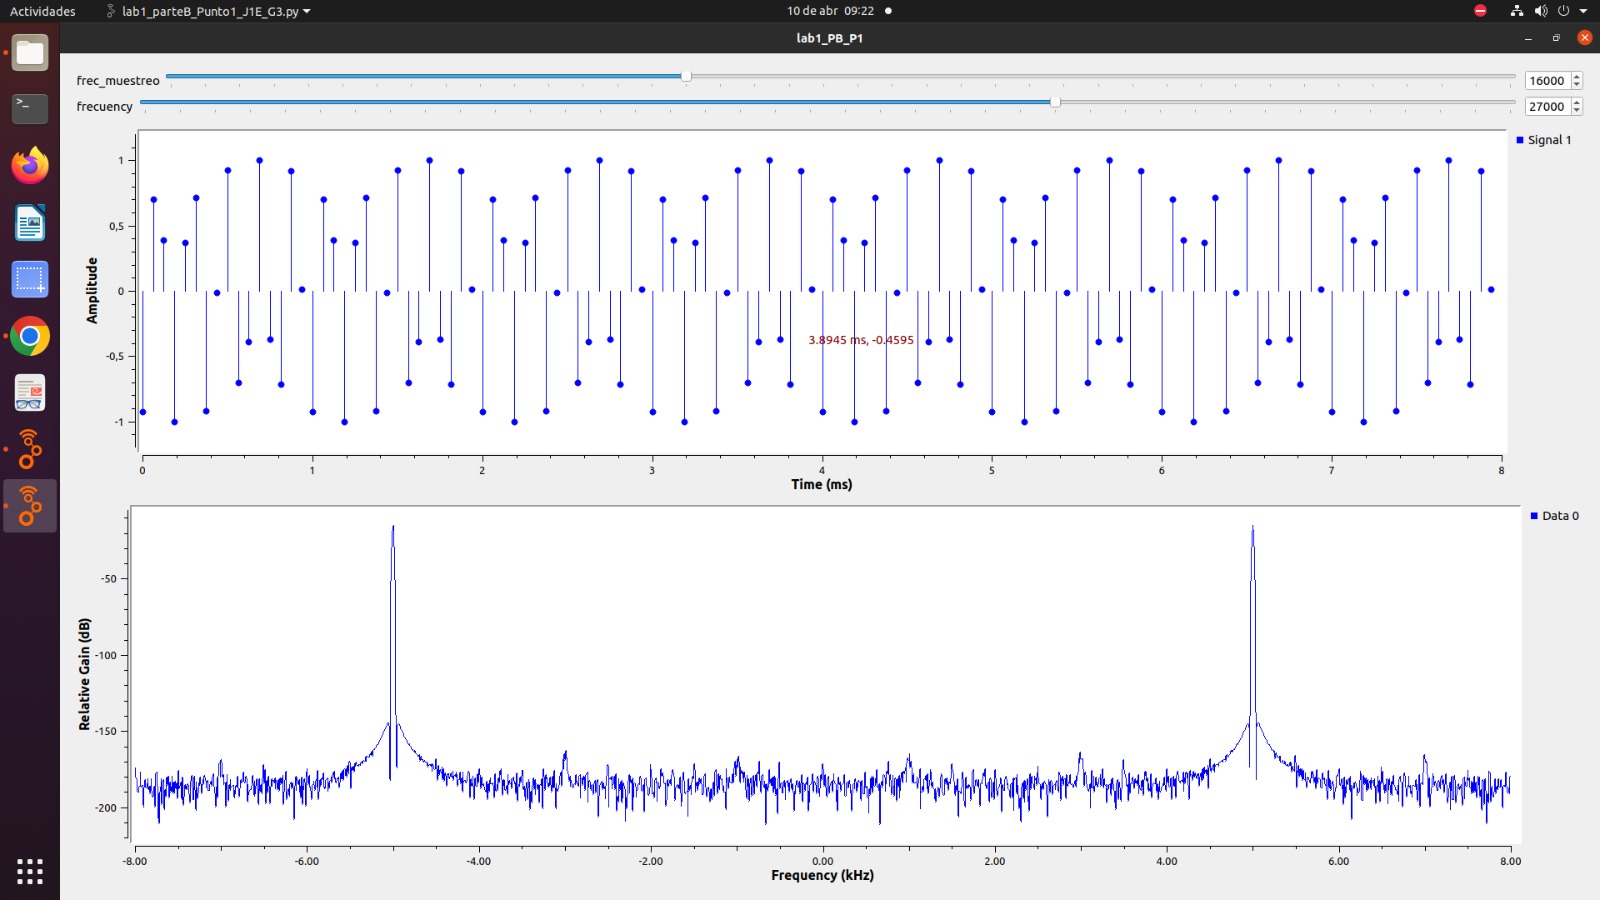 Actividades lab1_parteB_Punto1_J1E_G3.py 10 de abr 09:22
lab1_PB_P1
frec_muestreo 16000
frecuency 27000
Signal 1
1
0,5
0
-0,5
-1
Amplitude
3.8945 ms, -0.4595
0 1 2 3 4 5 6 7 8
Time (ms)
Data 0
-50
-100
-150
-200
Relative Gain (dB)
-8.00 -6.00 -4.00 -2.00 0.00 2.00 4.00 6.00 8.00
Frequency (kHz)